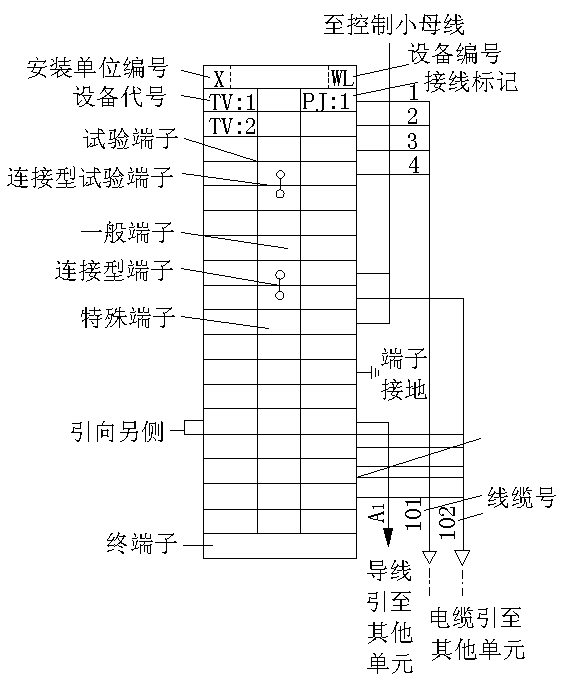 至控制小母线
设备编号
安装单位编号
X
WL
接线标记
设备代号
TV:1
PJ:1
1
TV:2
2
试验端子
3
4
连接型试验端子
一般端子
连接型端子
特殊端子
端子
接地
引向另侧
线缆号
A1
101
102
终端子
导线
引至
其他
单元
电缆引至
其他单元